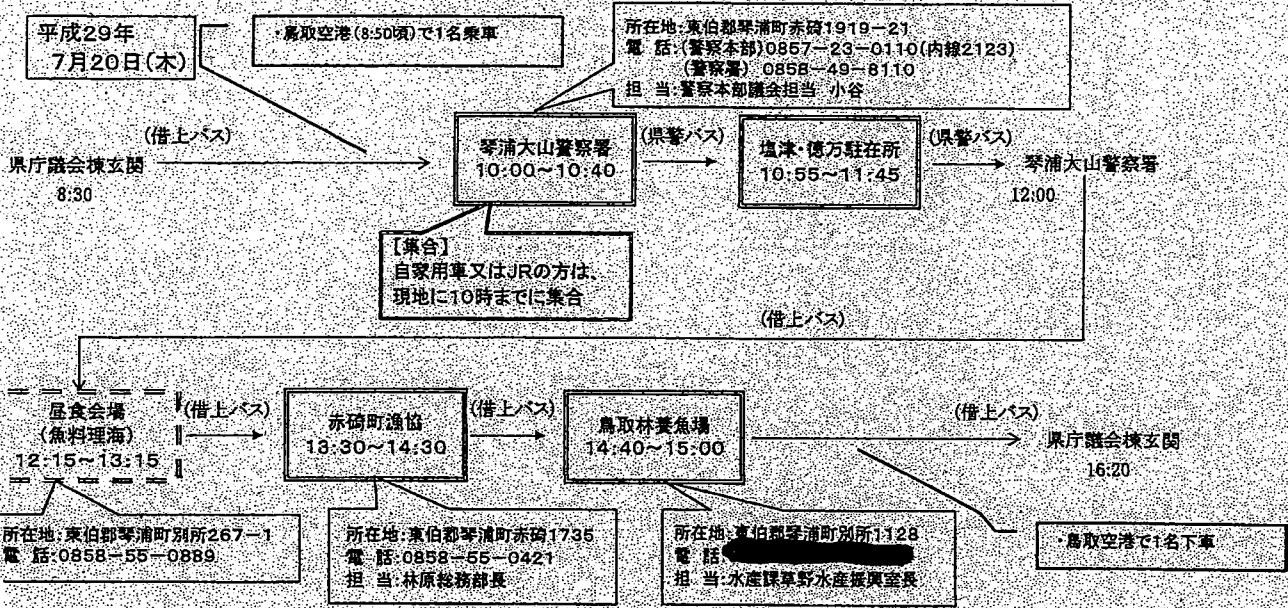 平成29年
7月20日(木)
・鳥取空港(8:50頃)で1名乗車
所在地:東伯郡琴浦町赤碕1919－21
電 話:(警察本部)0857－23－0110(内線2123)
(警察署) 0858－49－8110
担 当:警察本部議会担当 小谷
県庁議会棟玄関
8:30
(借上バス)
琴浦大山警察署
10:00～10:40
(県警バス)
塩津・億万駐在所
10:55～11:45
(県警バス)
琴浦大山警察署
12:00
【集合】
自家用車又はJRの方は、
現地に10時までに集合
(借上バス)
昼食会場
(魚料理海)
12:15～13:15
(借上バス)
赤碕町漁協
13:30～14:30
(借上バス)
鳥取林養魚場
14:40～15:00
(借上バス)
県庁議会棟玄関
16:20
所在地:東伯郡琴浦町別所267－1
電 話:0858－55－0889
所在地:東伯郡琴浦町赤碕1735
電 話:0858－55－0421
担 当:林原総務部長
所在地:東伯郡琴浦町別所1128
電 話
担 当:水産課草野水産振興室長
・鳥取空港で1名下車